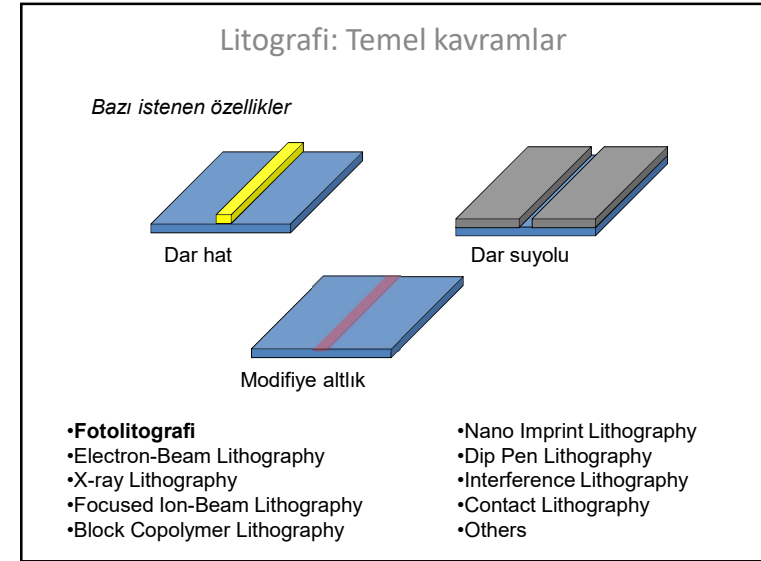 Litografi: Temel kavramlar
Bazı istenen özellikler
Dar hat
Dar suyolu
Modifiye altlık
•Fotolitografi
•Electron-Beam Lithography
•X-ray Lithography
•Focused Ion-Beam Lithography
•Block Copolymer Lithography
•Nano Imprint Lithography
•Dip Pen Lithography
•Interference Lithography
•Contact Lithography
•Others